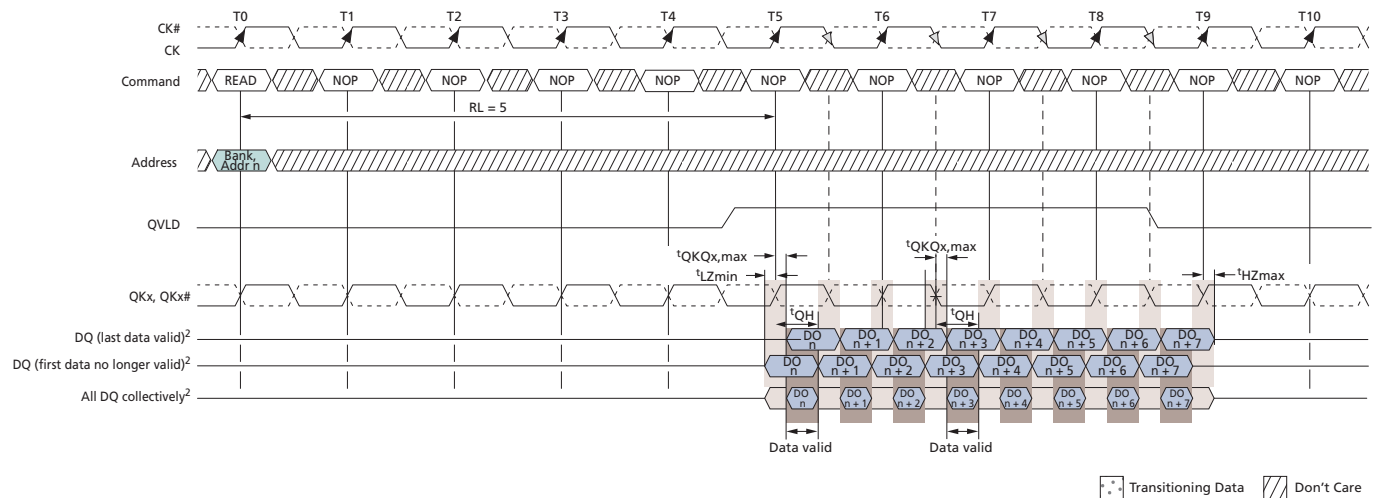 T0 T1 T2 T3 T4 T5 T6 T7 T8 T9 T10
CK#
CK
Command READ NOP NOP NOP NOP NOP NOP NOP NOP NOP NOP
RL = 5
Address Bank, Addr n
QVLD
tQKQx,max tQKQx,max
tLZmin tHZmax
QKx, QKx#
tQH tQH
DQ (last data valid)2 DO n DO n + 1 DO n + 2 DO n + 3 DO n + 4 DO n + 5 DO n + 6 DO n + 7
DQ (first data no longer valid)2 DO n DO n + 1 DO n + 2 DO n + 3 DO n + 4 DO n + 5 DO n + 6 DO n + 7
All DQ collectively2 DO n DO n + 1 DO n + 2 DO n + 3 DO n + 4 DO n + 5 DO n + 6 DO n + 7
Data valid Data valid
Transitioning Data Don't Care